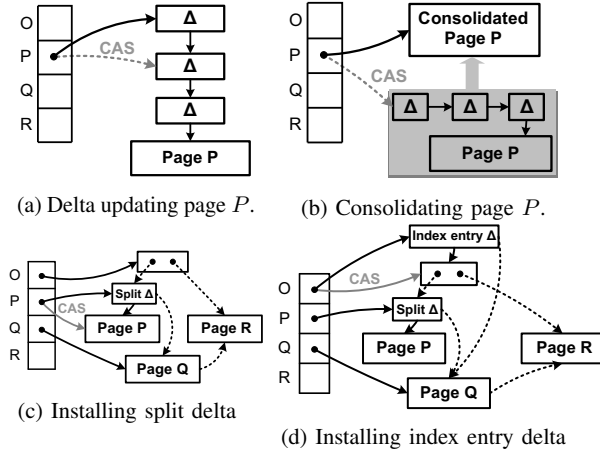 O
P
Q
R
CAS
Δ
Δ
Δ
Page P
(a) Delta updating page P.
O
P
Q
R
CAS
Consolidated
Page P
Δ
Δ
Δ
Page P
(b) Consolidating page P.
O
P
Q
R
CAS
Split Δ
Page P
Page R
Page Q
(c) Installing split delta
O
P
Q
R
CAS
Index entry Δ
Split Δ
Page P
Page R
Page Q
(d) Installing index entry delta